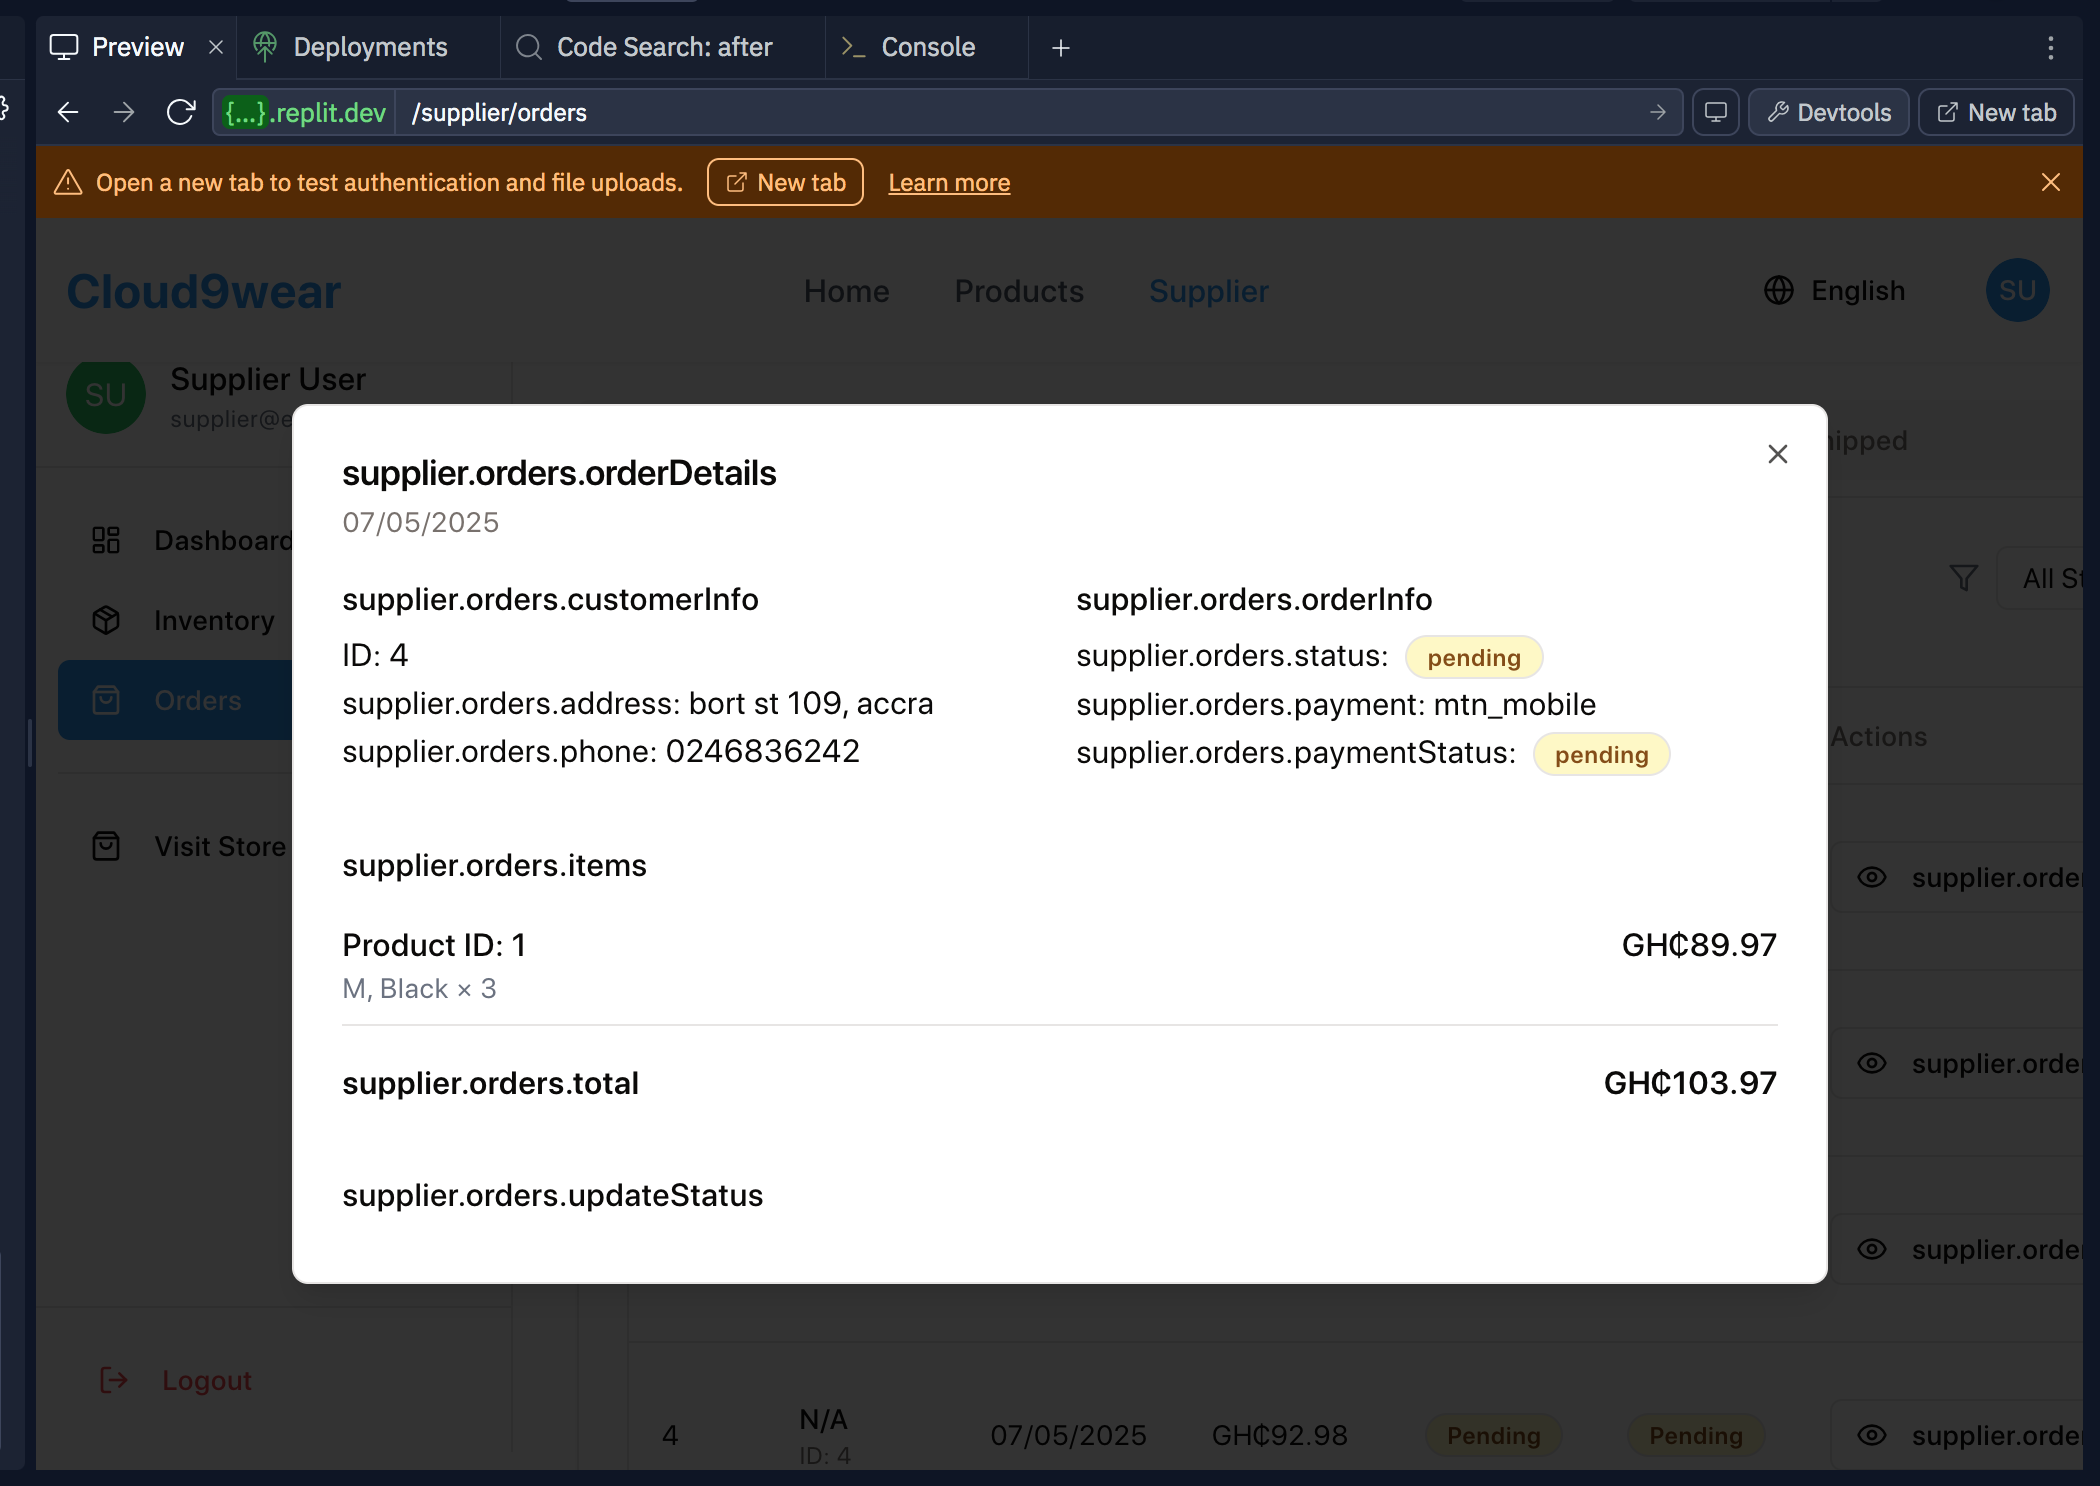 Preview
Deployments
Code Search: after
Console
{...}.replit.dev
/supplier/orders
Devtools
New tab
Open a new tab to test authentication and file uploads.
New tab
Learn more
Cloud9wear
Home
Products
Supplier
English
SU
SU
Supplier User
supplier@e
hipped
Dashboard
Inventory
Orders
Visit Store
Logout
All St
Actions
supplier.orders.orderDetails
07/05/2025
supplier.orders.customerInfo
ID: 4
supplier.orders.address: bort st 109, accra
supplier.orders.phone: 0246836242
supplier.orders.orderInfo
supplier.orders.status: pending
supplier.orders.payment: mtn_mobile
supplier.orders.paymentStatus: pending
supplier.orders.items
Product ID: 1
GH₵89.97
M, Black × 3
supplier.orders.total
GH₵103.97
supplier.orders.updateStatus
supplier.order
supplier.order
supplier.order
4
N/A
ID: 4
07/05/2025
GH₵92.98
Pending
Pending
supplier.order